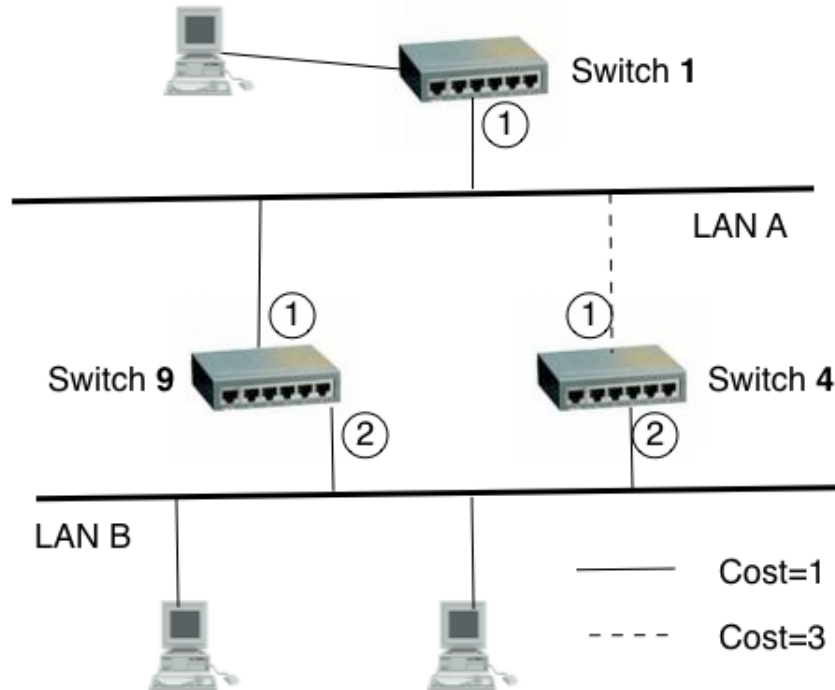 Switch 1
1
LAN A
1
1
Switch 9
Switch 4
2
2
LAN B
Cost=1
Cost=3